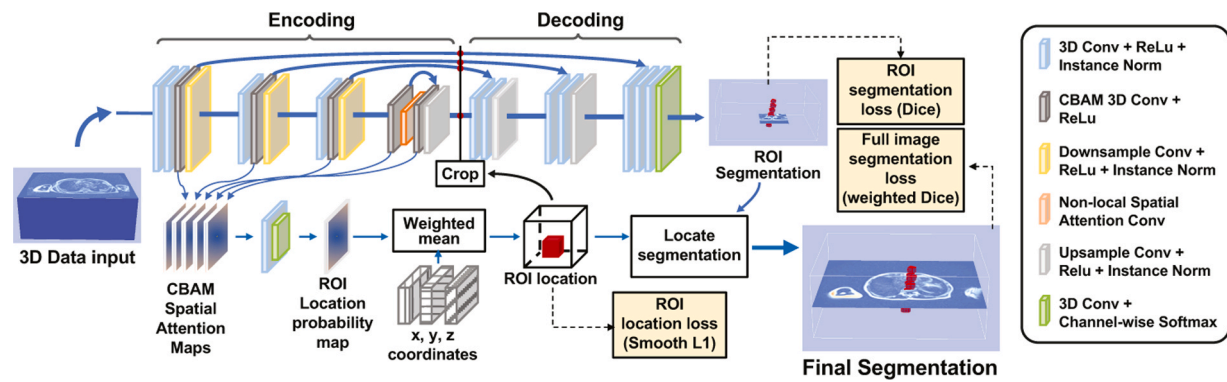 Encoding
Decoding
3D Data input
CBAM
Spatial
Attention
Maps
ROI
Location
probability
map
Weighted
mean
x, y, z
coordinates
Crop
ROI location
ROI
location loss
(Smooth L1)
Locate
segmentation
ROI
Segmentation
ROI
segmentation
loss (Dice)
Full image
segmentation
loss
(weighted Dice)
Final Segmentation
3D Conv + ReLu +
Instance Norm
CBAM 3D Conv +
ReLu
Downsample Conv +
ReLu + Instance Norm
Non-local Spatial
Attention Conv
Upsample Conv +
Relu + Instance Norm
3D Conv +
Channel-wise Softmax